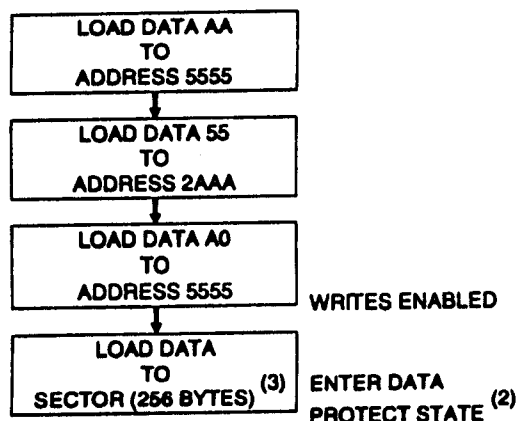 LOAD DATA AA
TO
ADDRESS 5555
LOAD DATA 55
TO
ADDRESS 2AAA
LOAD DATA A0
TO
ADDRESS 5555
WRITES ENABLED
LOAD DATA
TO
SECTOR (256 BYTES) (3)
ENTER DATA
PROTECT STATE (2)